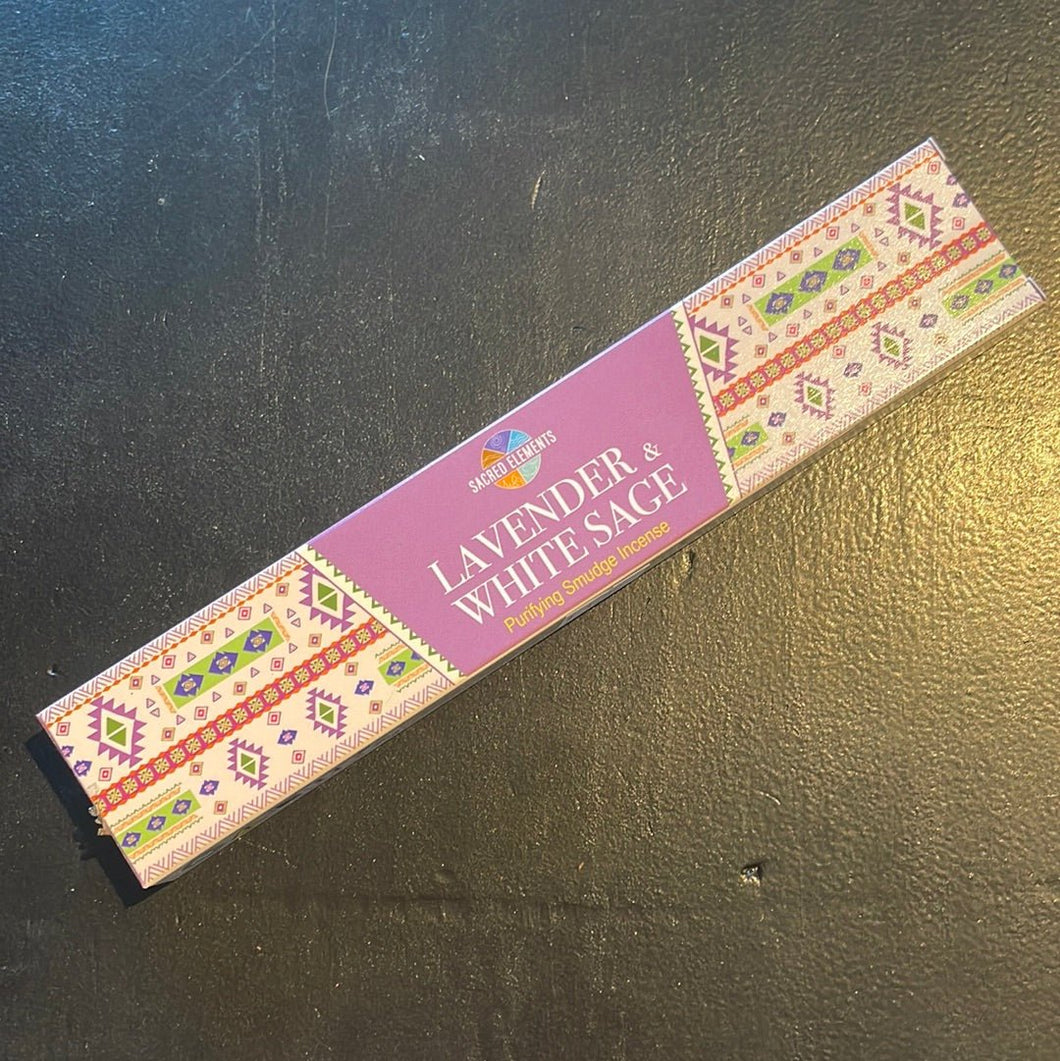 SACRED ELEMENTS
LAVENDER &
WHITE SAGE
Purifying Smudge Incense